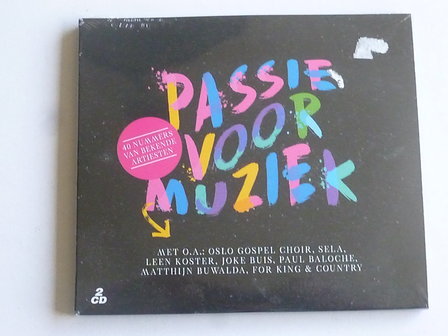 PASSIE
VOOR
MUZIEK
40 NUMMERS
VAN BEKENDE
ARTIESTEN
MET O.A.: OSLO GOSPEL CHOIR, SELA,
LEEN KOSTER, JOKE BUIS, PAUL BALOCHE,
MATTHIJN BUWALDA, FOR KING & COUNTRY
2
CD